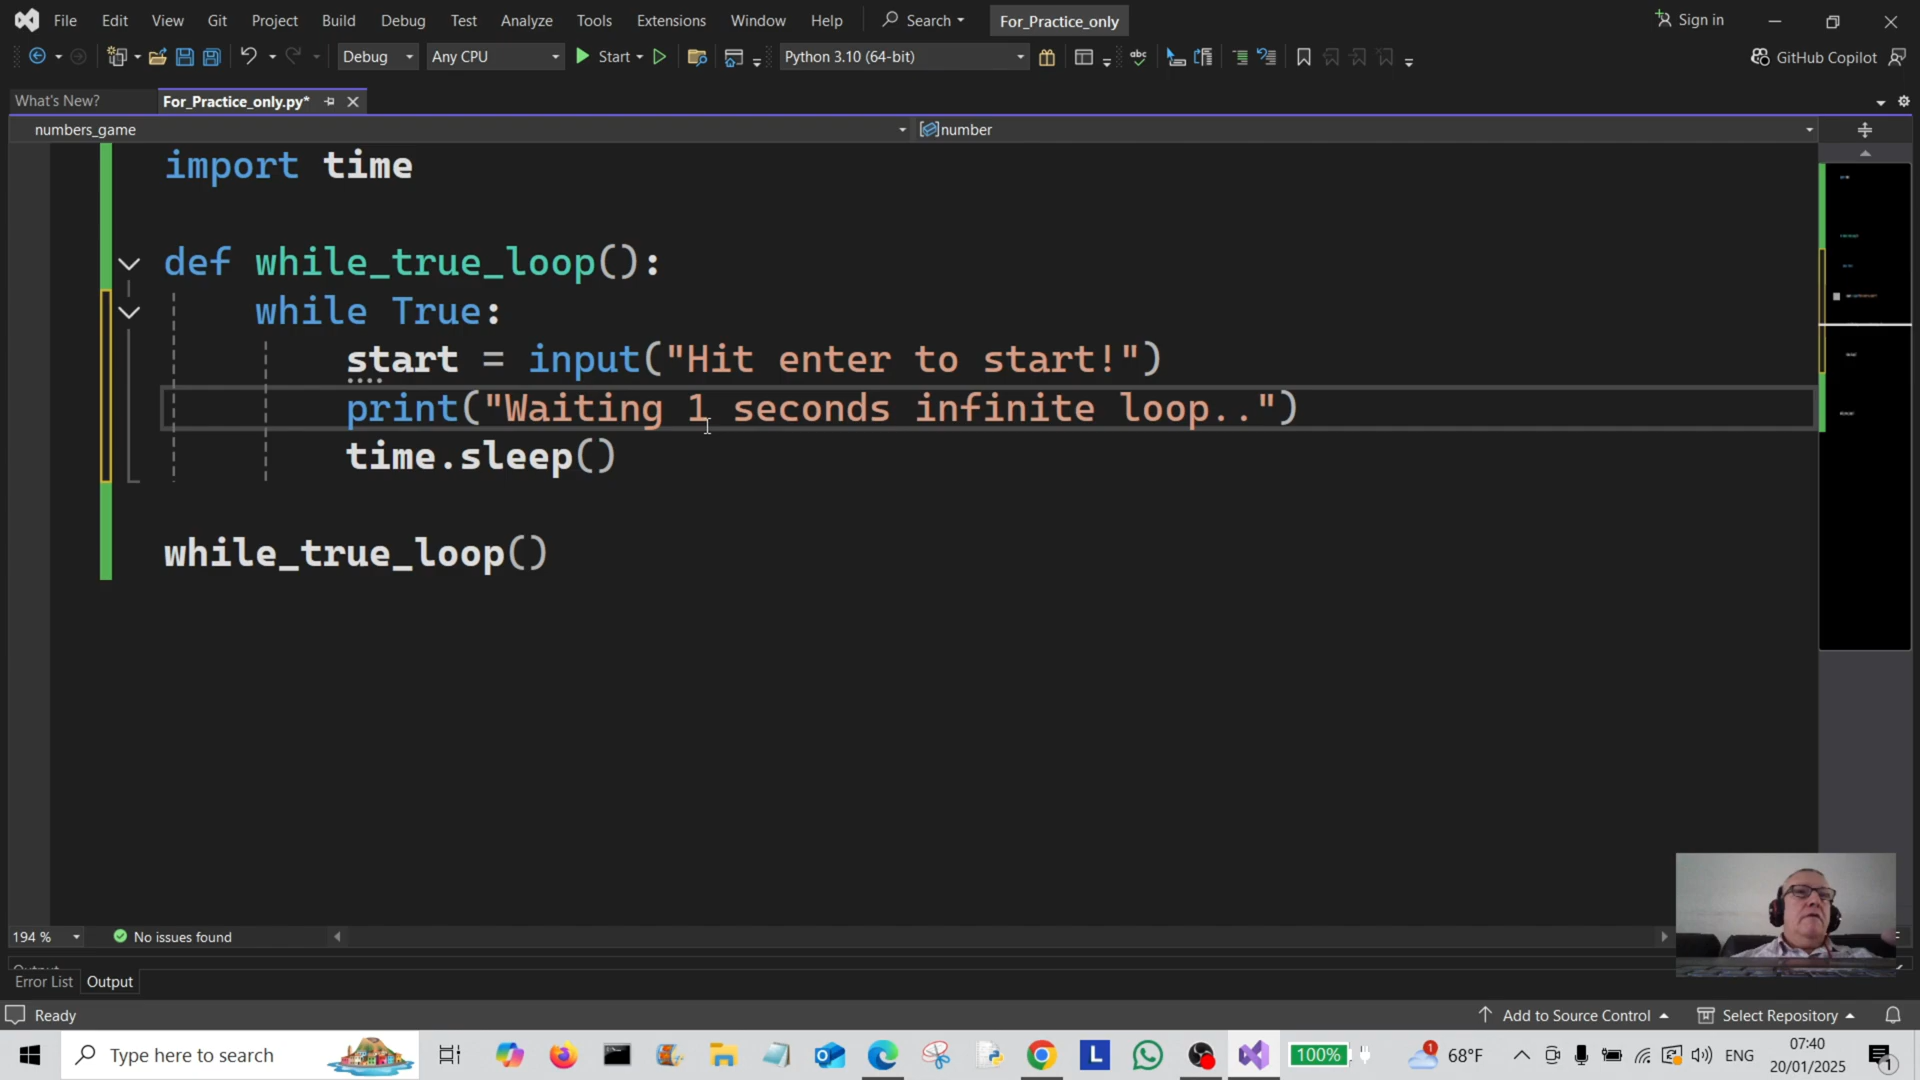 File Edit View Git Project Build Debug Test Analyze Tools Extensions Window Help Search For_Practice_only Sign in
Debug Any CPU Start Python 3.10 (64-bit) abc GitHub Copilot
What's New? For_Practice_only.py*
numbers_game number
import time
def while_true_loop():
while True:
start = input("Hit enter to start!")
print("Waiting 1 seconds infinite loop..")
time.sleep()
while_true_loop()
194 % No issues found
Error List Output
Ready Add to Source Control Select Repository
Type here to search L 100% 68°F ENG 07:40
20/01/2025